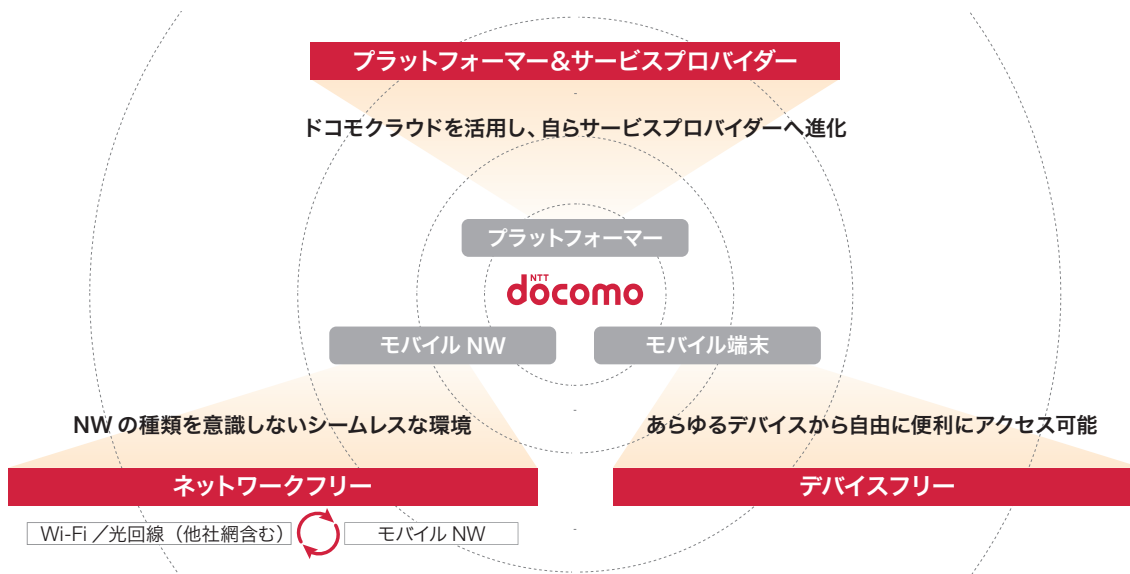 プラットフォーマー&サービスプロバイダー
ドコモクラウドを活用し、自らサービスプロバイダーへ進化
プラットフォーマー
NTT
döcomo
モバイル NW
モバイル端末
NW の種類を意識しないシームレスな環境
あらゆるデバイスから自由に便利にアクセス可能
ネットワークフリー
デバイスフリー
Wi-Fi／光回線（他社網含む）
モバイル NW